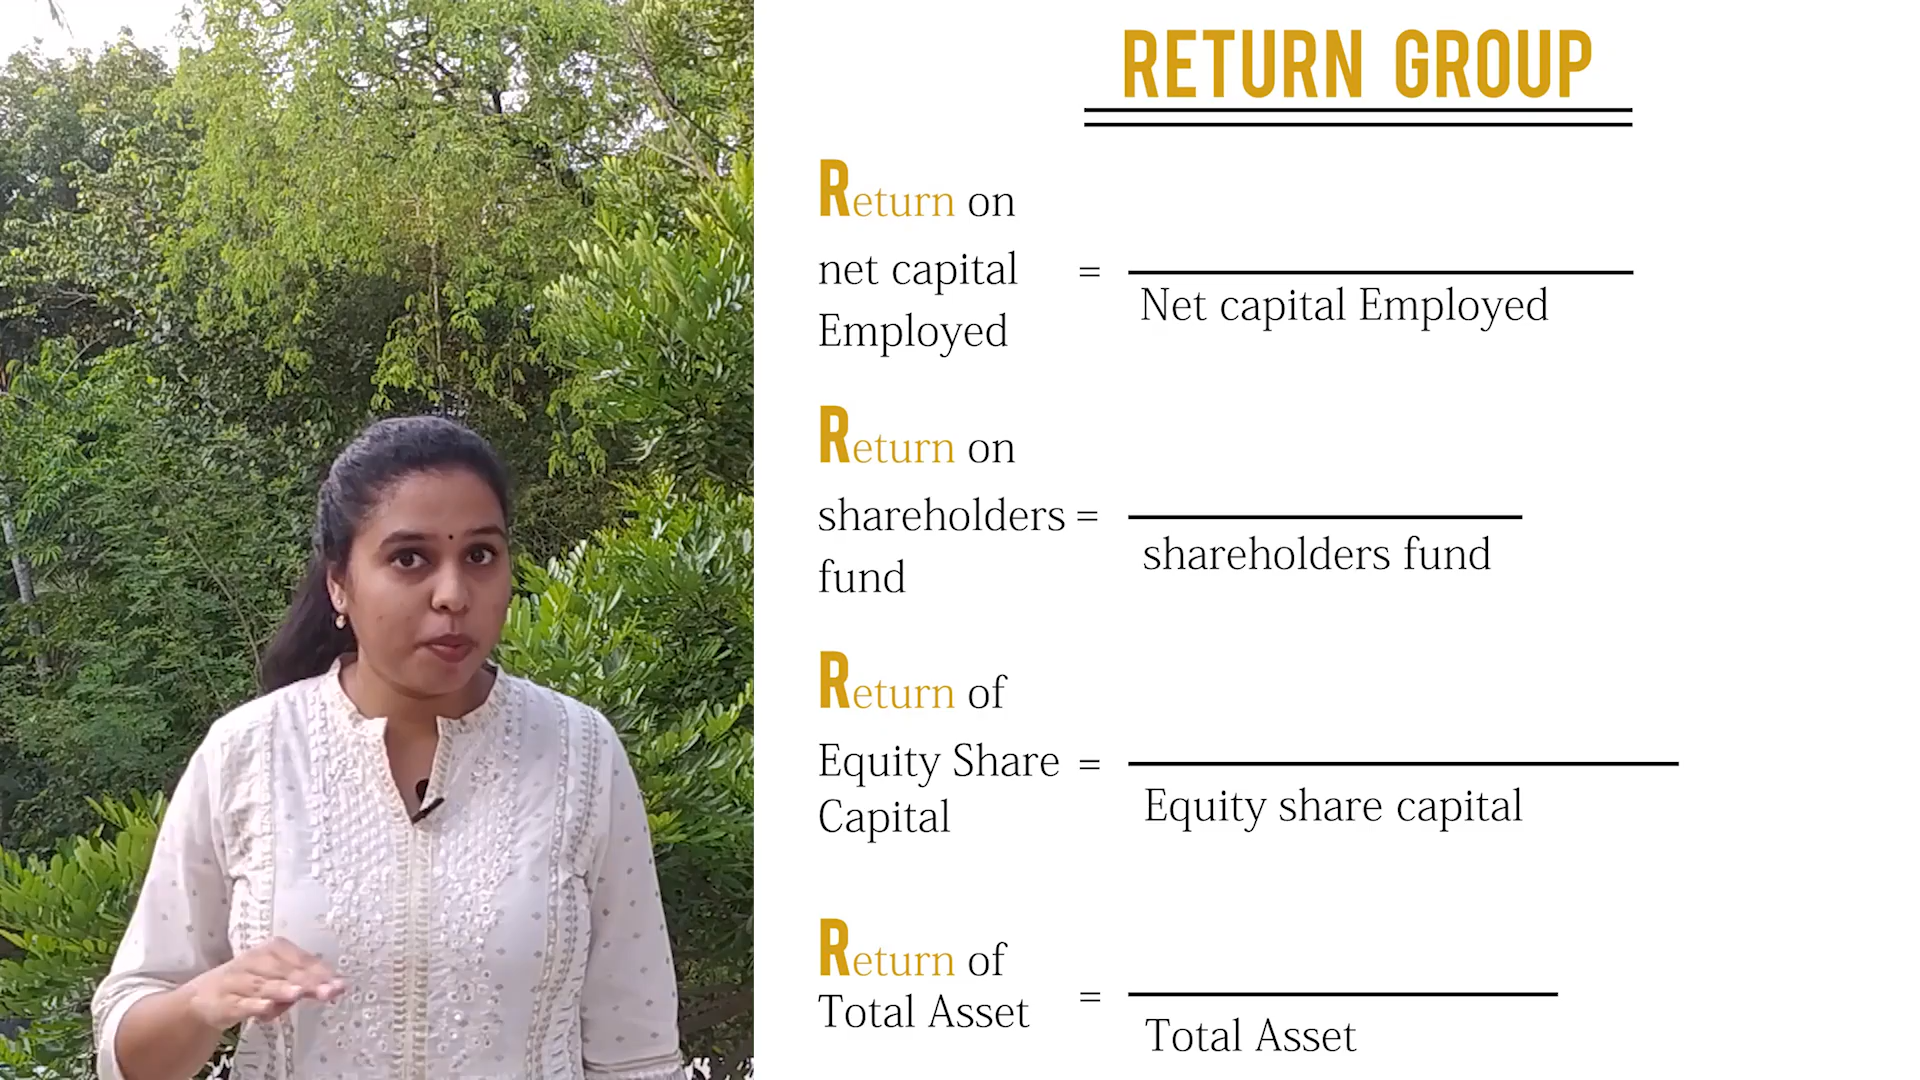 RETURN GROUP
Return on
net capital
Employed
=
Net capital Employed
Return on
shareholders
fund
=
shareholders fund
Return of
Equity Share
Capital
=
Equity share capital
Return of
Total Asset
=
Total Asset